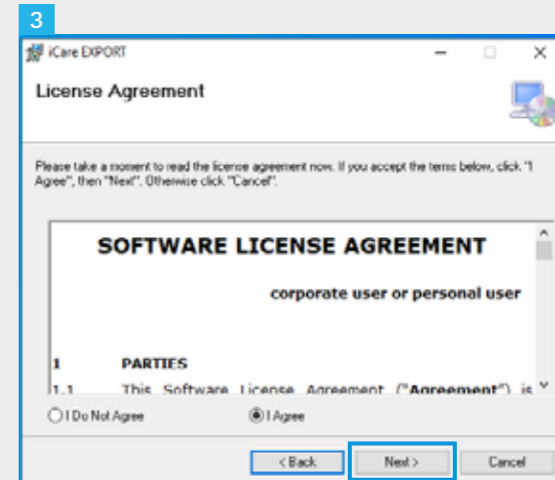 3
iCare EXPORT
License Agreement
Please take a moment to read the license agreement now. If you accept the terms below, click "I
Agree", then "Next". Otherwise click "Cancel".
SOFTWARE LICENSE AGREEMENT
corporate user or personal user
1 PARTIES
1.1 This Software License Agreement ("Agreement") is
I Do Not Agree I Agree
< Back Next > Cancel